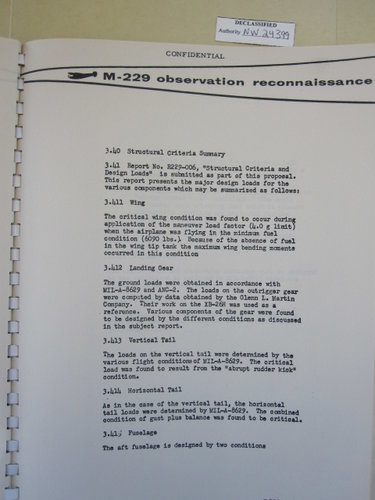 DECLASSIFIED
Authority NW 24399
CONFIDENTIAL
M-229 observation reconnaissance
3.40 Structural Criteria Summary
3.41 Report No. R229-006, "Structural Criteria and
Design Loads" is submitted as part of this proposal.
This report presents the major design loads for the
various components which may be summarized as follows:
3.411 Wing
The critical wing condition was found to occur during
application of the maneuver load factor (4.0 g limit)
when the airplane was flying in the minimum fuel
condition (6090 lbs.). Because of the absence of fuel
in the wing tip tank the maximum wing bending moments
occurred in this condition
3.412 Landing Gear
The ground loads were obtained in accordance with
MIL-A-8629 and ANC-2. The loads on the outrigger gear
were computed by data obtained by the Glenn L. Martin
Company. Their work on the XB-26H was used as a
reference. Various components of the gear were found
to be designed by the different conditions as discussed
in the subject report.
3.413 Vertical Tail
The loads on the vertical tail were determined by the
various flight conditions of MIL-A-8629. The critical
load was found to result from the "abrupt rudder kick"
condition.
3.414 Horizontal Tail
As in the case of the vertical tail, the horizontal
tail loads were determined by MIL-A-8629. The combined
condition of gust plus balance was found to be critical.
3.415 Fuselage
The aft fuselage is designed by two conditions